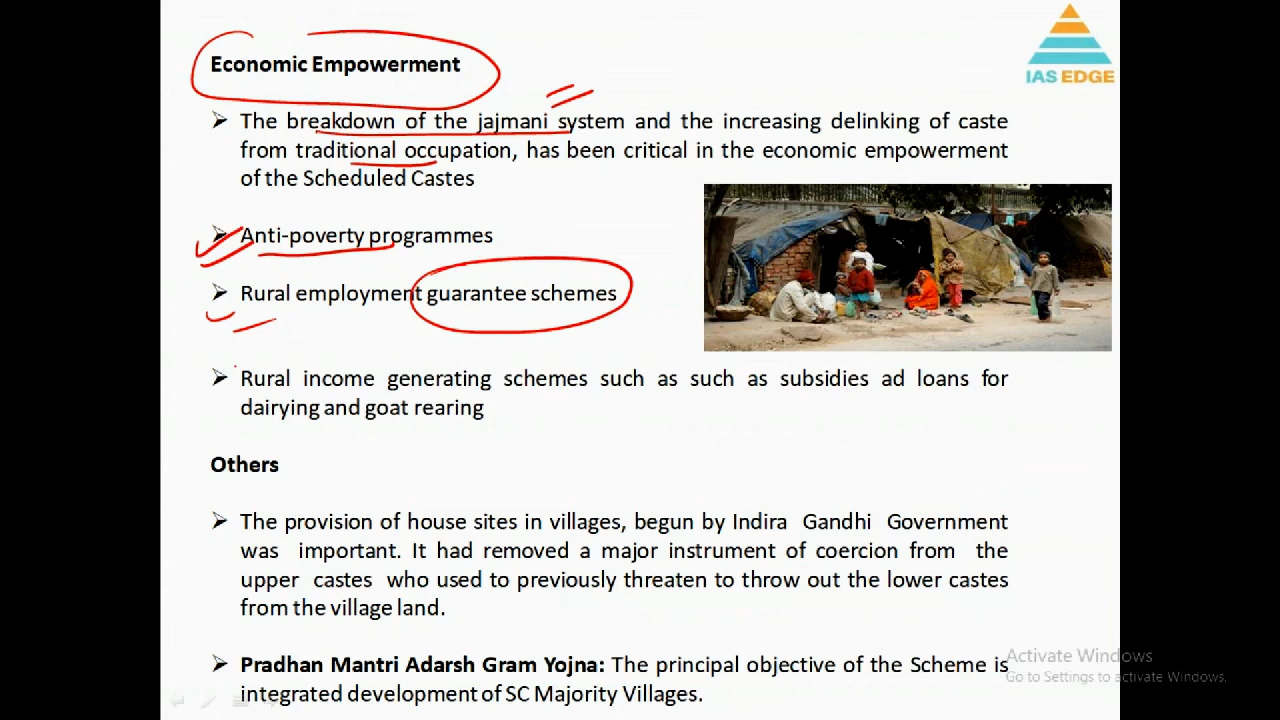 Economic Empowerment
IAS EDGE
The breakdown of the jajmani system and the increasing delinking of caste
from traditional occupation, has been critical in the economic empowerment
of the Scheduled Castes
Anti-poverty programmes
Rural employment guarantee schemes
Rural income generating schemes such as such as subsidies ad loans for
dairying and goat rearing
Others
The provision of house sites in villages, begun by Indira Gandhi Government
was important. It had removed a major instrument of coercion from the
upper castes who used to previously threaten to throw out the lower castes
from the village land.
Pradhan Mantri Adarsh Gram Yojna: The principal objective of the Scheme is
integrated development of SC Majority Villages.
Activate Windows
Go to Settings to activate Windows.